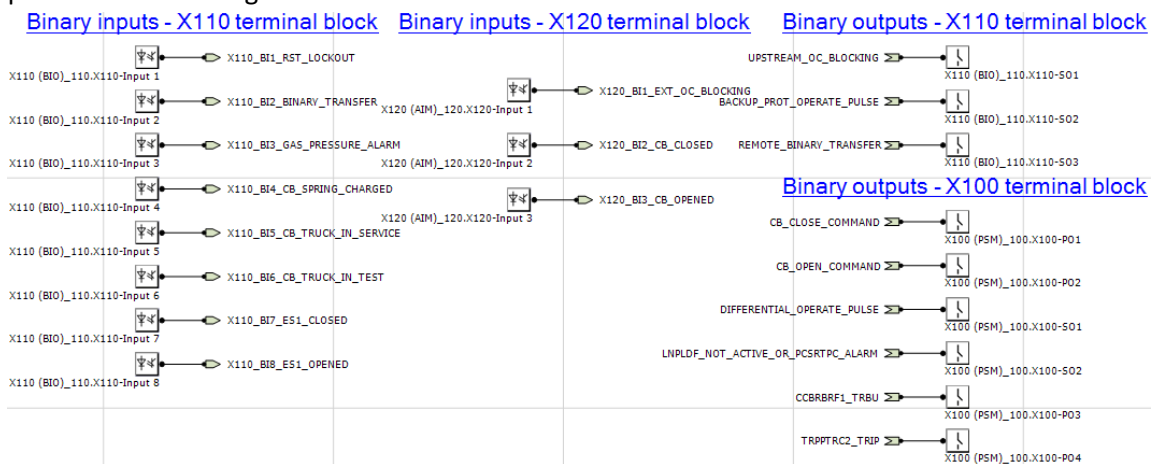 Binary inputs - X110 terminal block
X110_BI1_RST_LOCKOUT
X110 (BIO)_110.X110-Input 1
X110_BI2_BINARY_TRANSFER
X110 (BIO)_110.X110-Input 2
X110_BI3_GAS_PRESSURE_ALARM
X110 (BIO)_110.X110-Input 3
X110_BI4_CB_SPRING_CHARGED
X110 (BIO)_110.X110-Input 4
X110_BI5_CB_TRUCK_IN_SERVICE
X110 (BIO)_110.X110-Input 5
X110_BI6_CB_TRUCK_IN_TEST
X110 (BIO)_110.X110-Input 6
X110_BI7_ES1_CLOSED
X110 (BIO)_110.X110-Input 7
X110_BI8_ES1_OPENED
X110 (BIO)_110.X110-Input 8
Binary inputs - X120 terminal block
X120_BI1_EXT_OC_BLOCKING
X120 (AIM)_120.X120-Input 1
X120_BI2_CB_CLOSED
X120 (AIM)_120.X120-Input 2
X120_BI3_CB_OPENED
X120 (AIM)_120.X120-Input 3
Binary outputs - X110 terminal block
UPSTREAM_OC_BLOCKING
X110 (BIO)_110.X110-SO1
BACKUP_PROT_OPERATE_PULSE
X110 (BIO)_110.X110-SO2
REMOTE_BINARY_TRANSFER
X110 (BIO)_110.X110-SO3
Binary outputs - X100 terminal block
CB_CLOSE_COMMAND
X100 (PSM)_100.X100-PO1
CB_OPEN_COMMAND
X100 (PSM)_100.X100-PO2
DIFFERENTIAL_OPERATE_PULSE
X100 (PSM)_100.X100-SO1
LNPLDF_NOT_ACTIVE_OR_PCSRTPC_ALARM
X100 (PSM)_100.X100-SO2
CCBRBRF1_TRBU
X100 (PSM)_100.X100-PO3
TRPPTRC2_TRIP
X100 (PSM)_100.X100-PO4